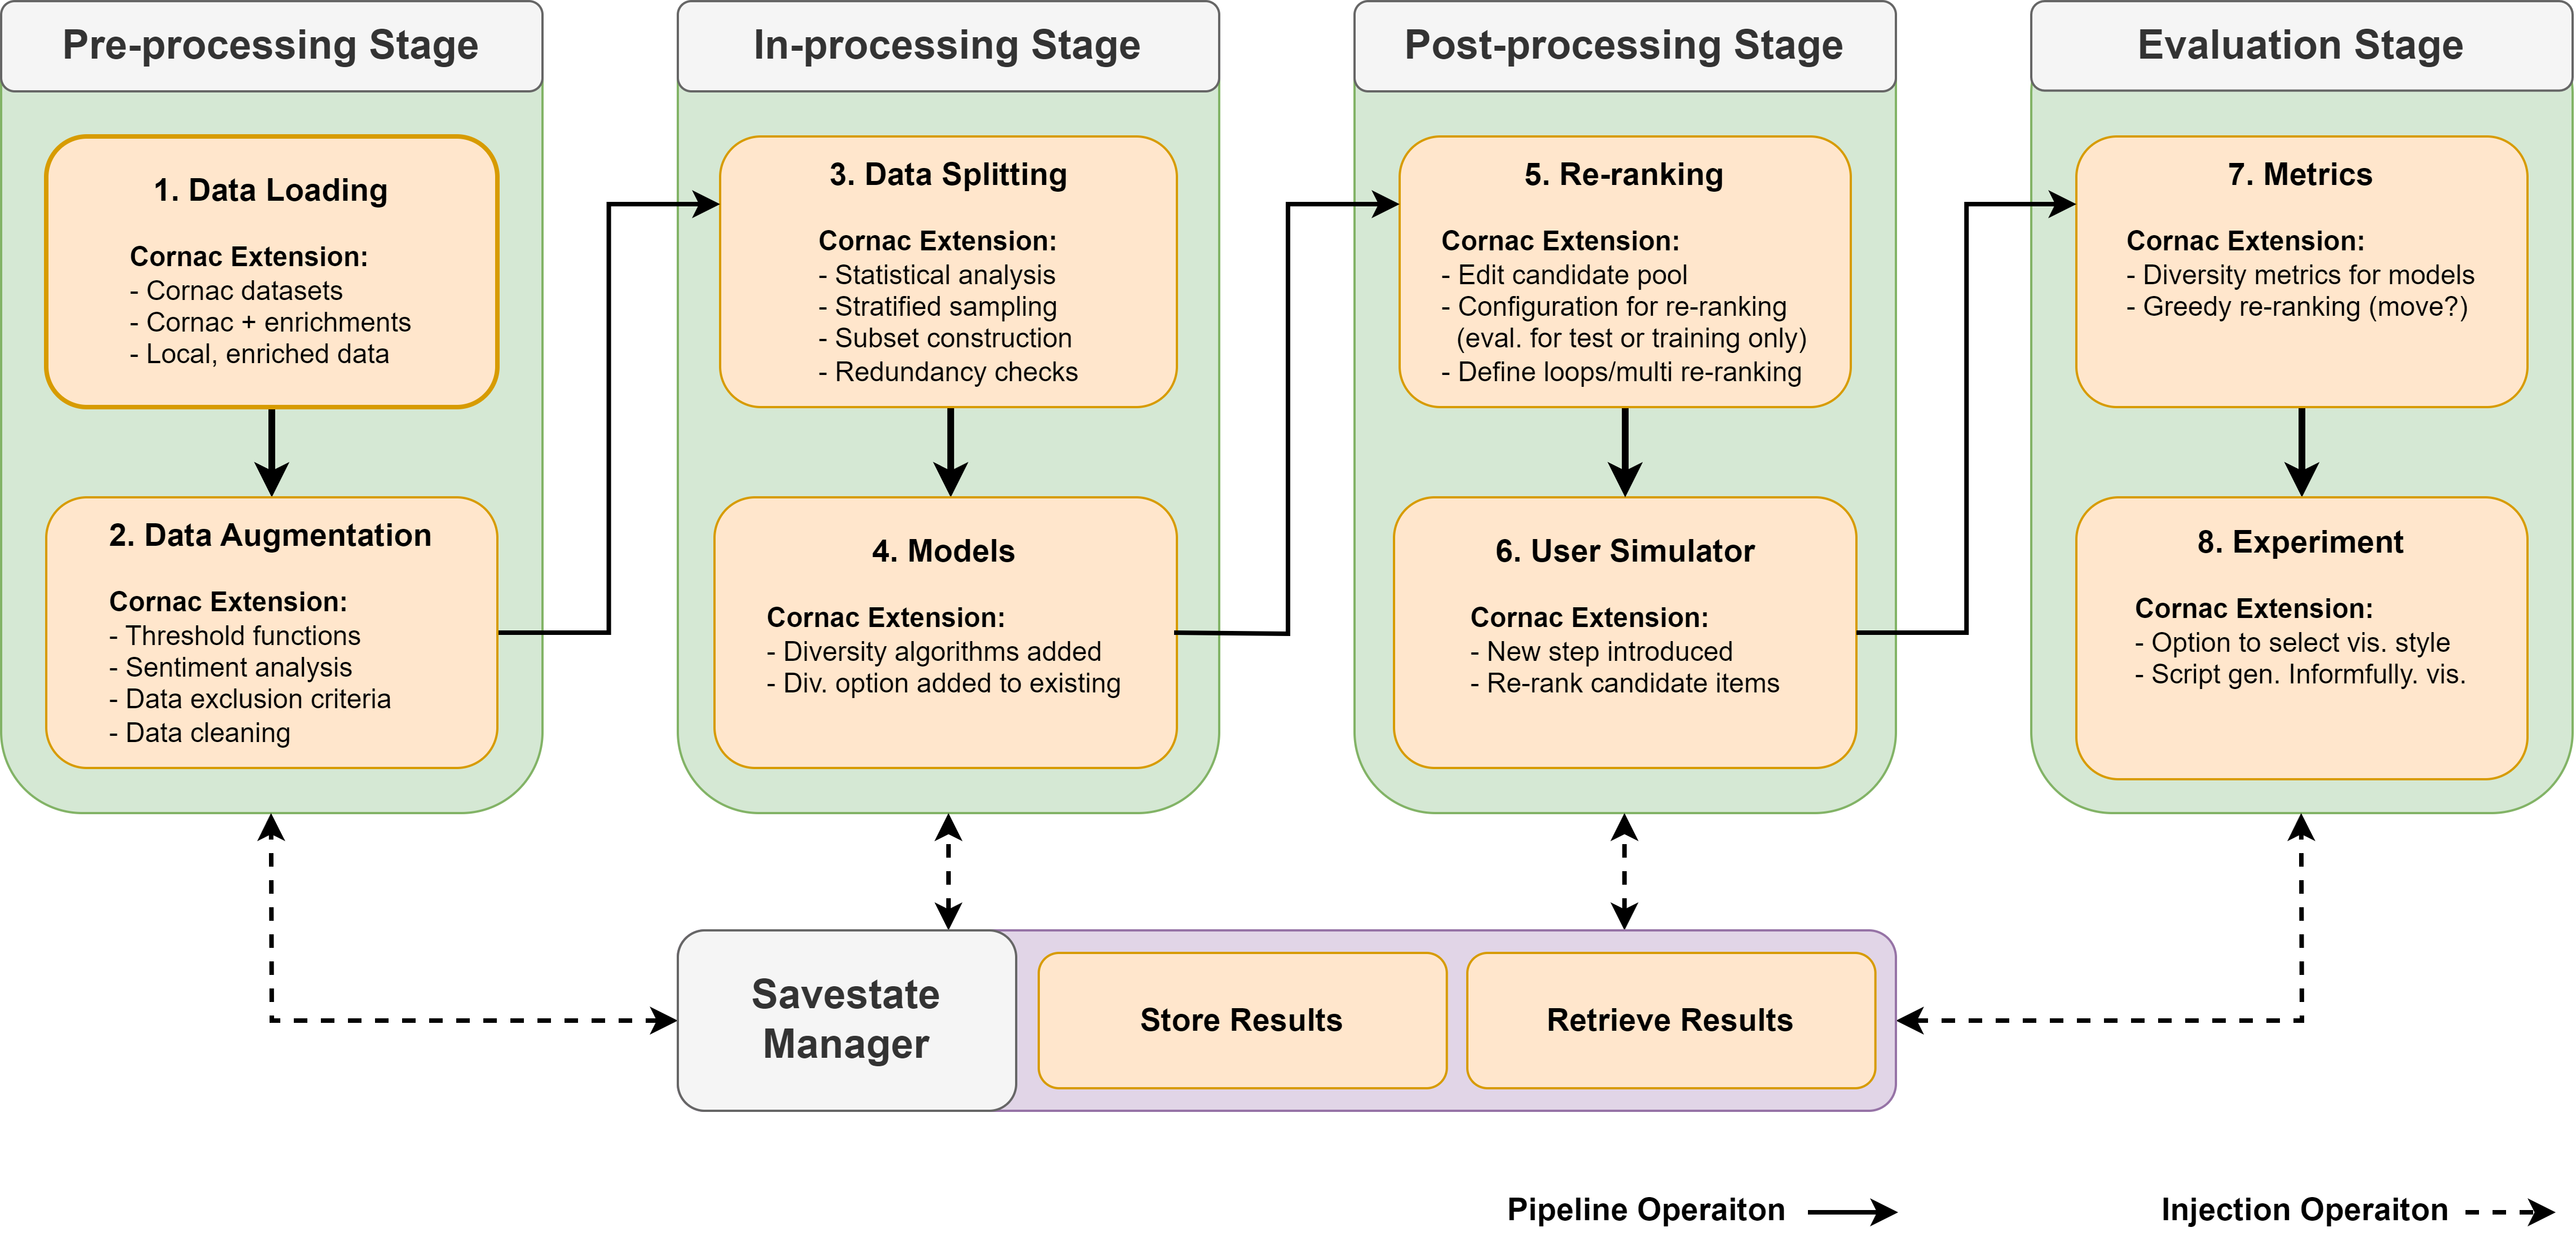 Pre-processing Stage
1. Data Loading
Cornac Extension:
- Cornac datasets
- Cornac + enrichments
- Local, enriched data
2. Data Augmentation
Cornac Extension:
- Threshold functions
- Sentiment analysis
- Data exclusion criteria
- Data cleaning
In-processing Stage
3. Data Splitting
Cornac Extension:
- Statistical analysis
- Stratified sampling
- Subset construction
- Redundancy checks
4. Models
Cornac Extension:
- Diversity algorithms added
- Div. option added to existing
Post-processing Stage
5. Re-ranking
Cornac Extension:
- Edit candidate pool
- Configuration for re-ranking
(eval. for test or training only)
- Define loops/multi re-ranking
6. User Simulator
Cornac Extension:
- New step introduced
- Re-rank candidate items
Evaluation Stage
7. Metrics
Cornac Extension:
- Diversity metrics for models
- Greedy re-ranking (move?)
8. Experiment
Cornac Extension:
- Option to select vis. style
- Script gen. Informfully. vis.
Savestate
Manager
Store Results
Retrieve Results
Pipeline Operaiton
Injection Operaiton